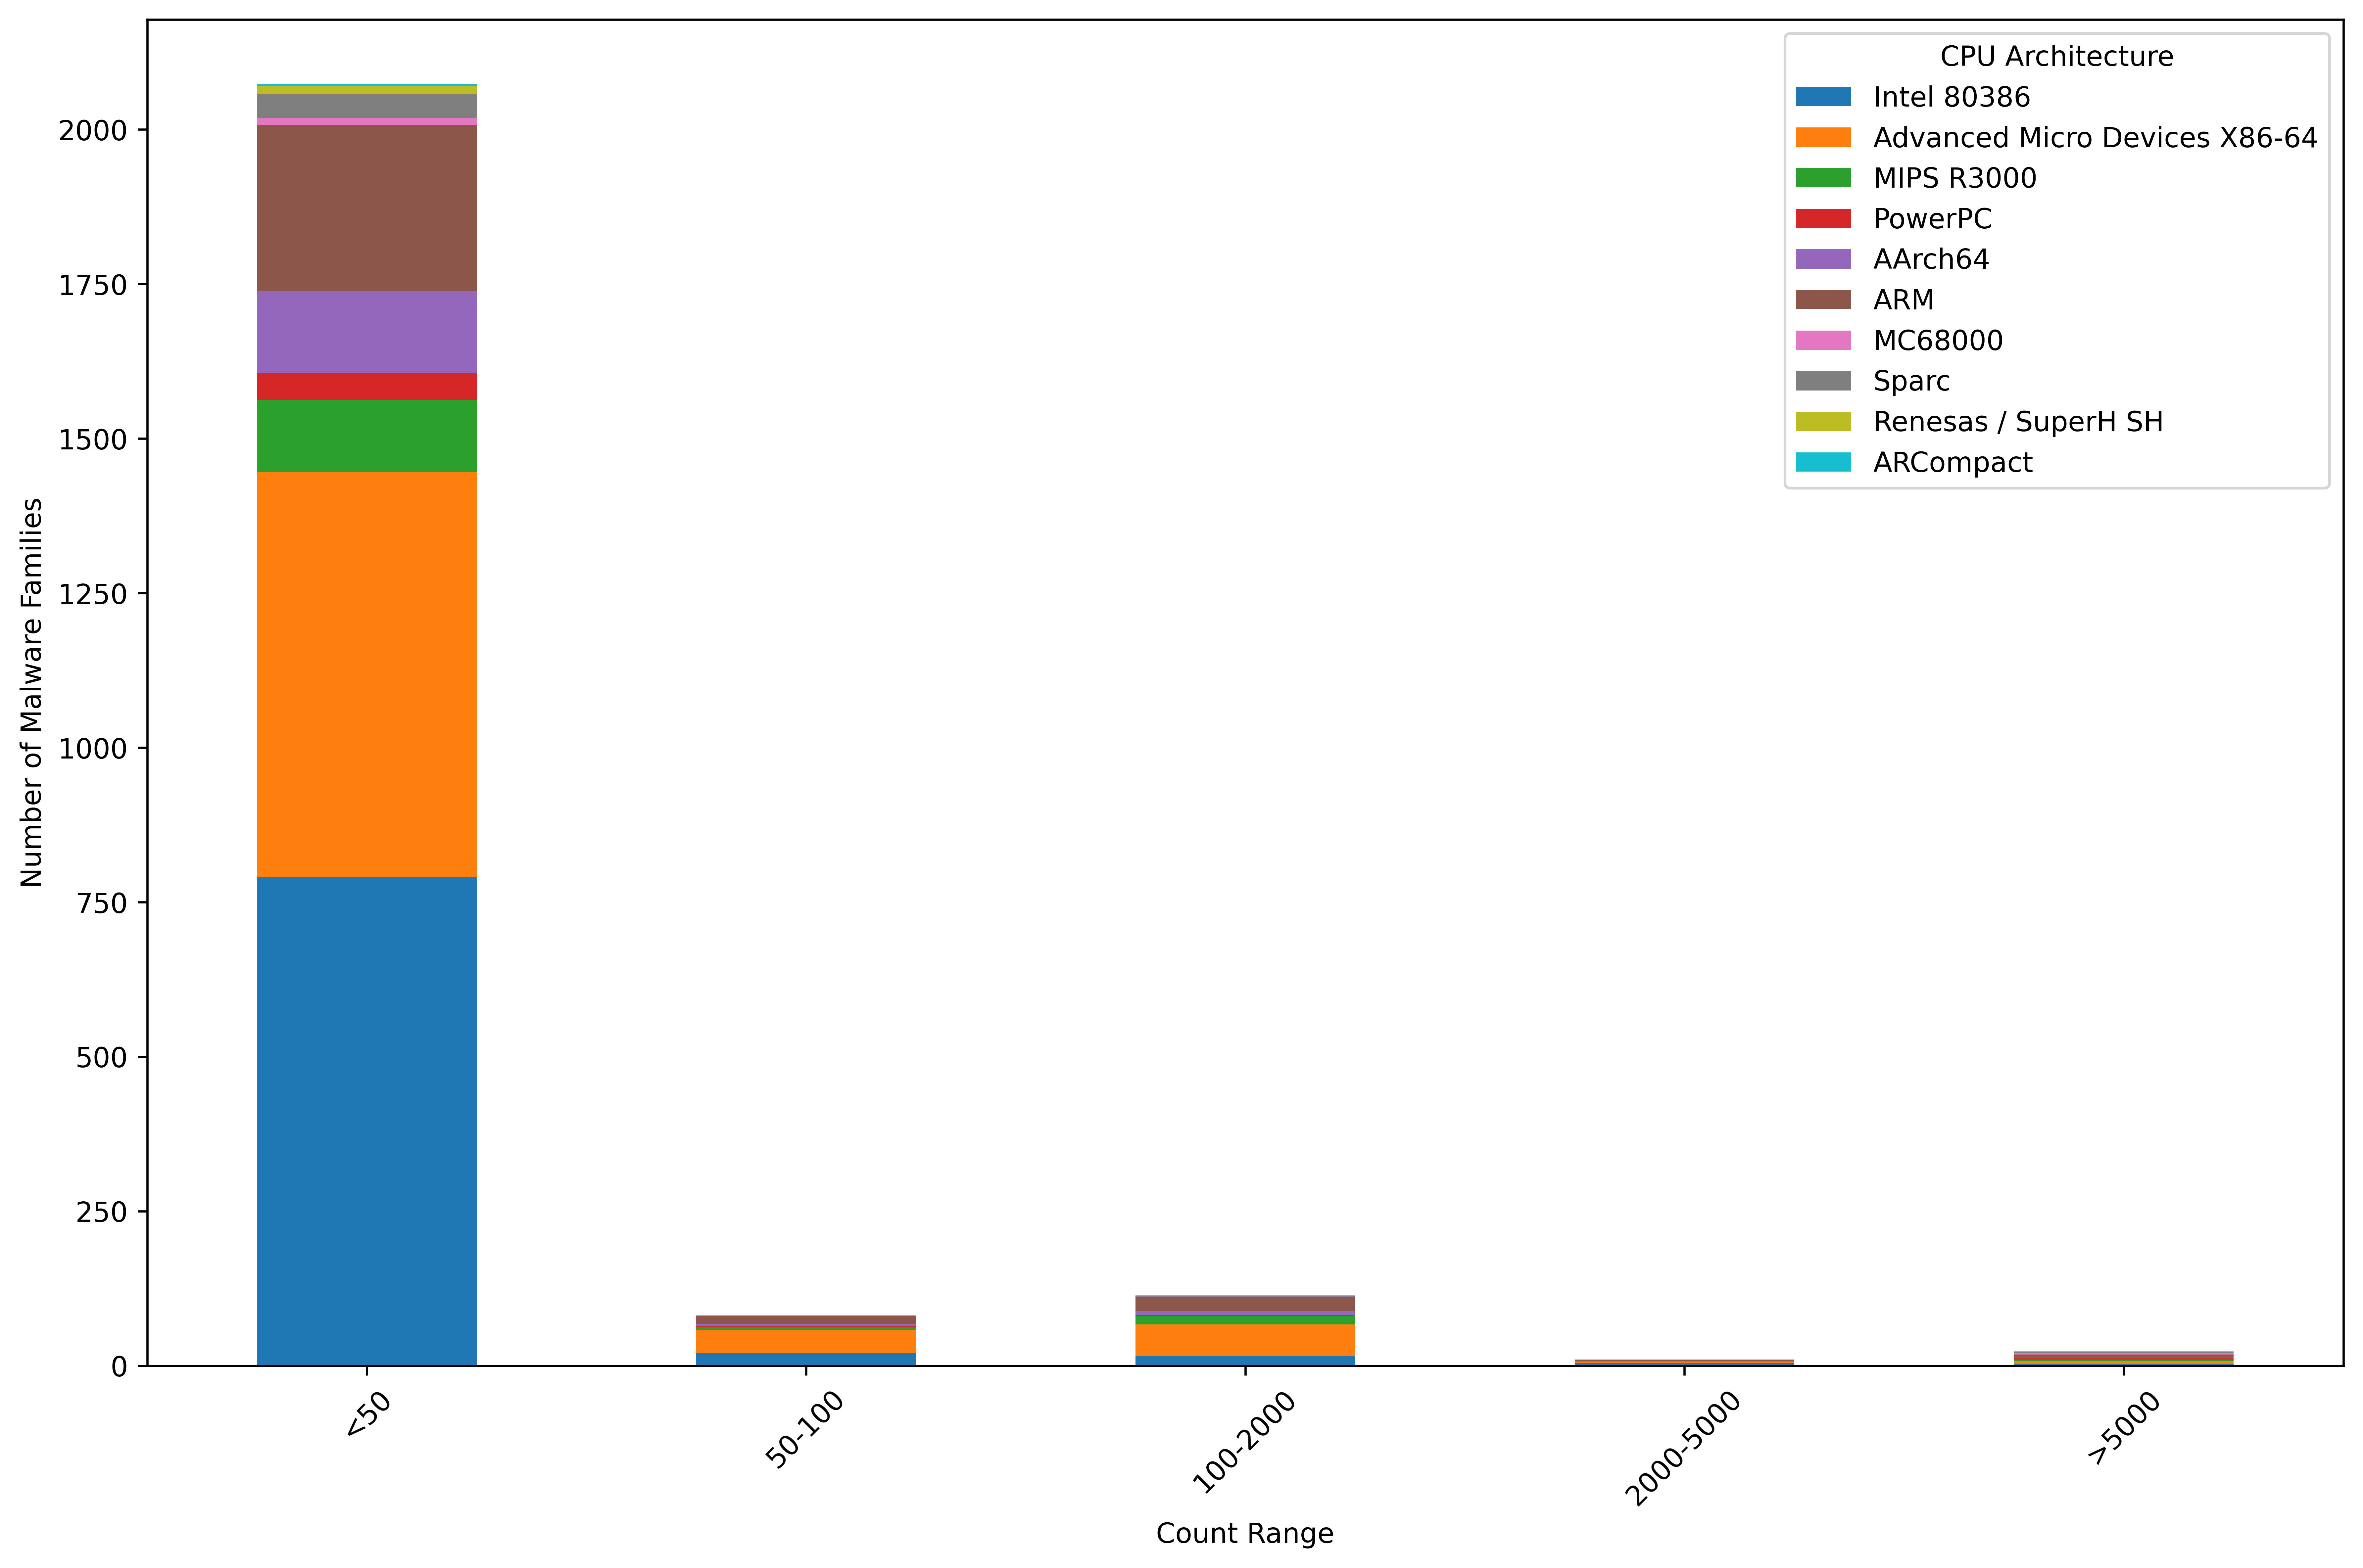 CPU Architecture
Intel 80386
Advanced Micro Devices X86-64
MIPS R3000
PowerPC
AArch64
ARM
MC68000
Sparc
Renesas / SuperH SH
ARCompact
Number of Malware Families
2000
1750
1500
1250
1000
750
500
250
0
<50
50-100
100-2000
2000-5000
>5000
Count Range